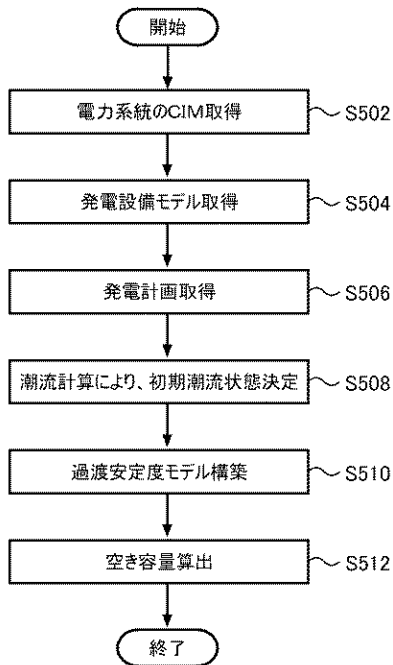 開始
電力系統のCIM取得 S502
発電設備モデル取得 S504
発電計画取得 S506
潮流計算により、初期潮流状態決定 S508
過渡安定度モデル構築 S510
空き容量算出 S512
終了